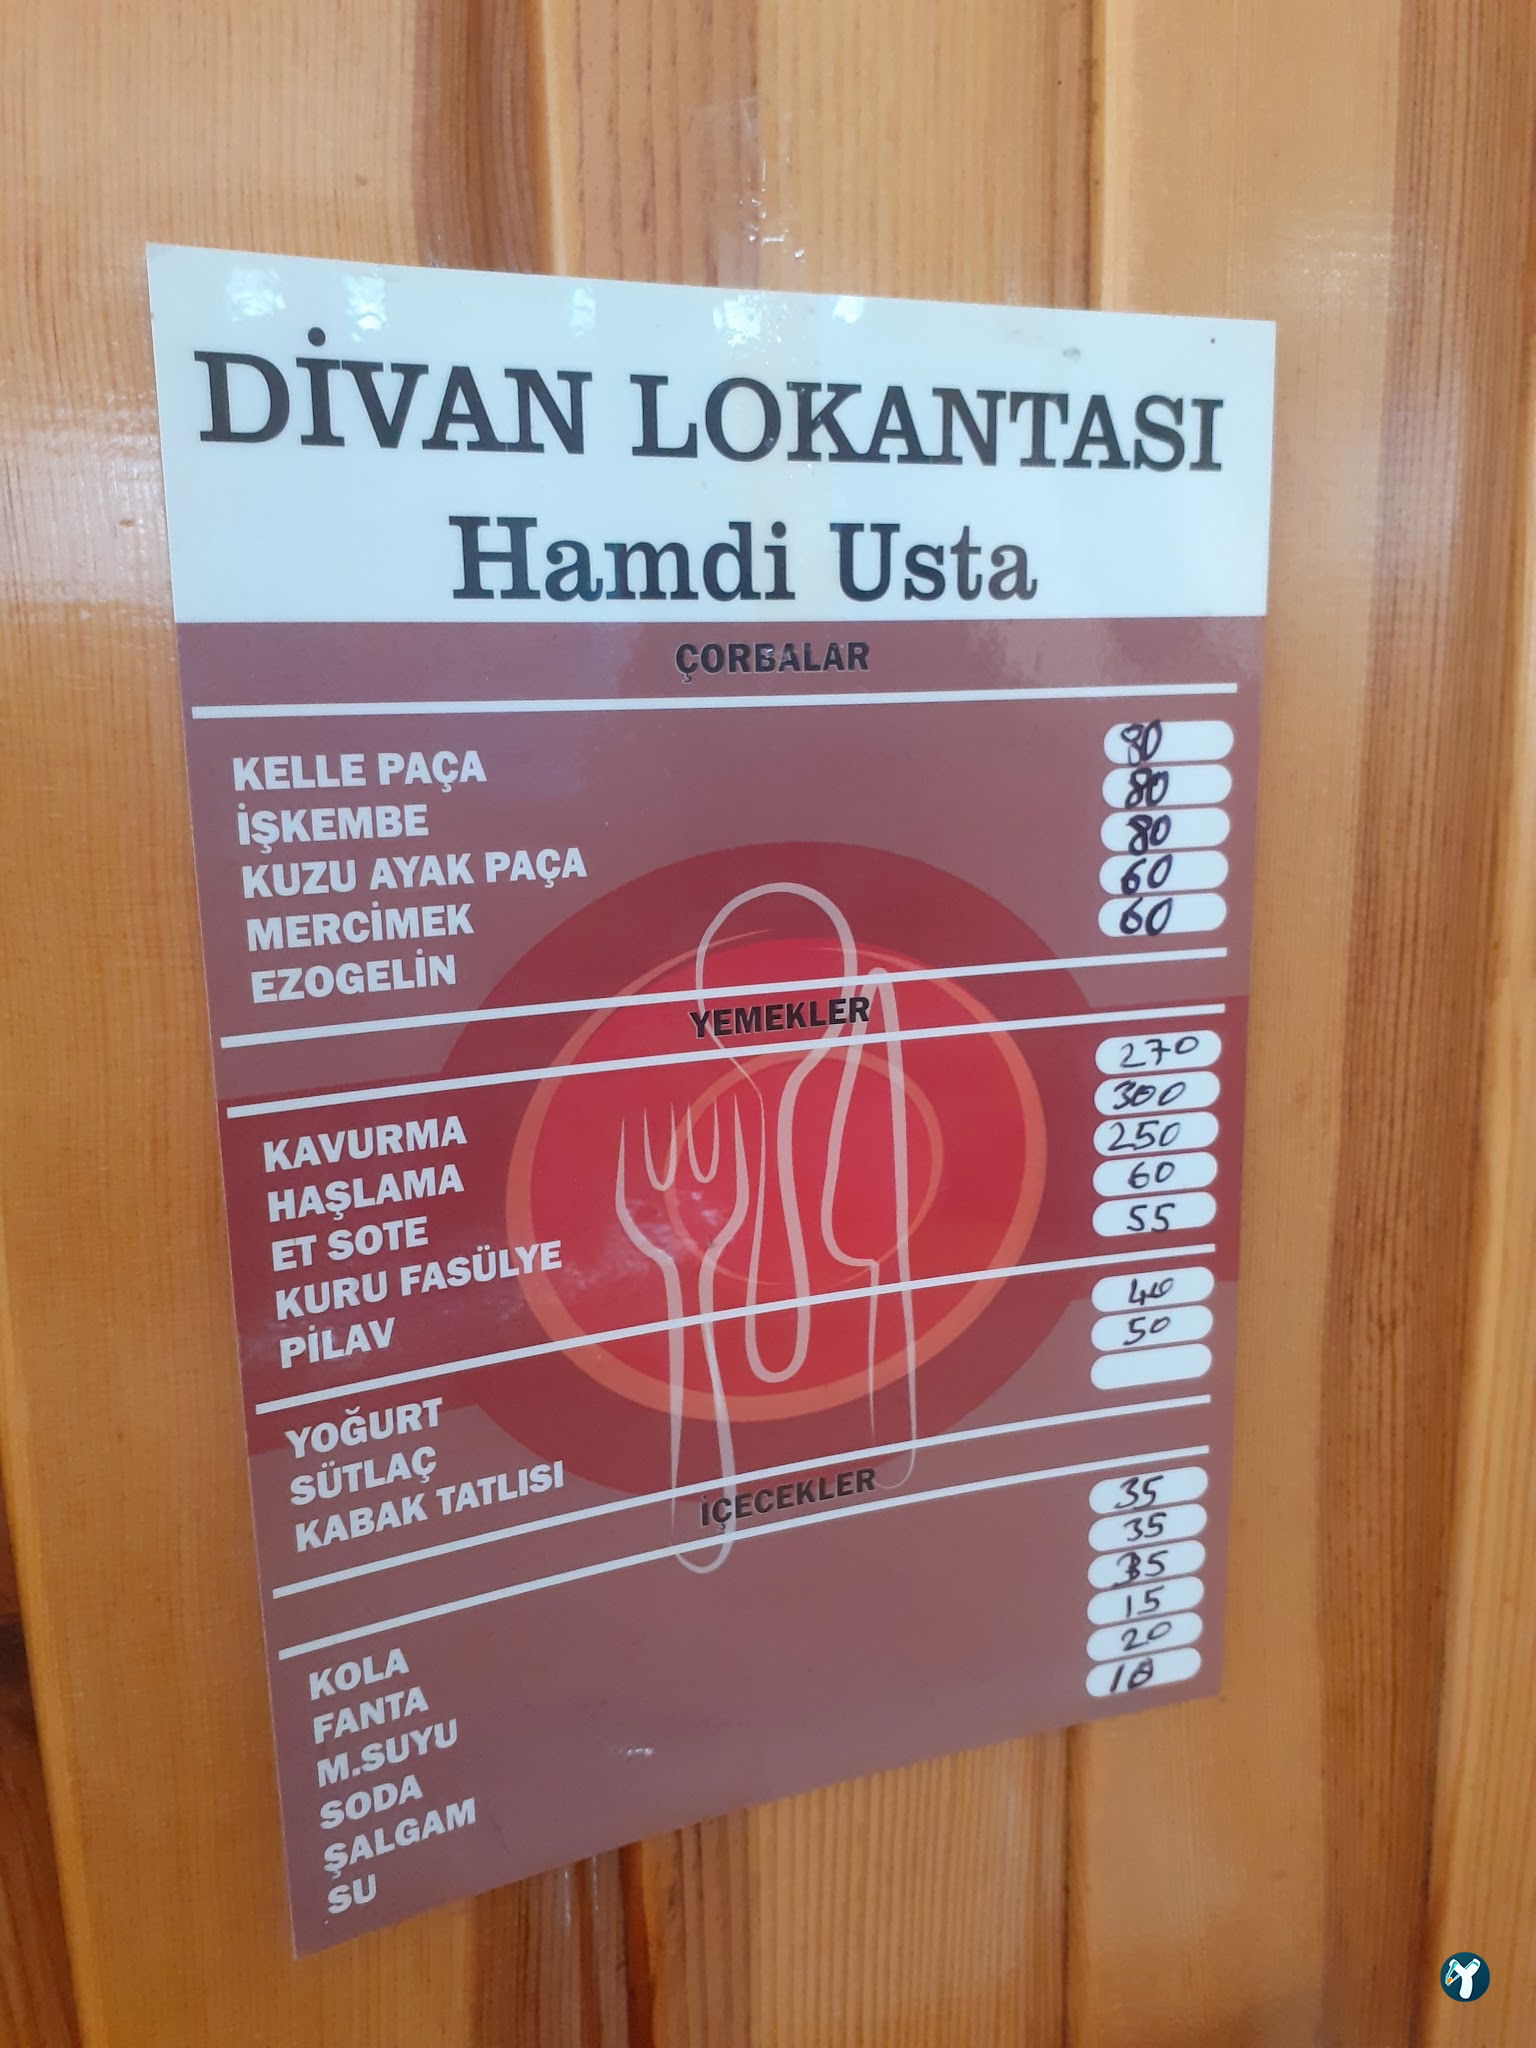 DİVAN LOKANTASI
Hamdi Usta
ÇORBALAR
KELLE PAÇA 80
İŞKEMBE 80
KUZU AYAK PAÇA 80
MERCİMEK 60
EZOGELİN 60
YEMEKLER
KAVURMA 270
HAŞLAMA 300
ET SOTE 250
KURU FASÜLYE 60
PİLAV 55
YOĞURT 40
SÜTLAÇ 50
KABAK TATLISI
İÇECEKLER
KOLA 35
FANTA 35
M.SUYU 35
SODA 15
ŞALGAM 20
SU 10